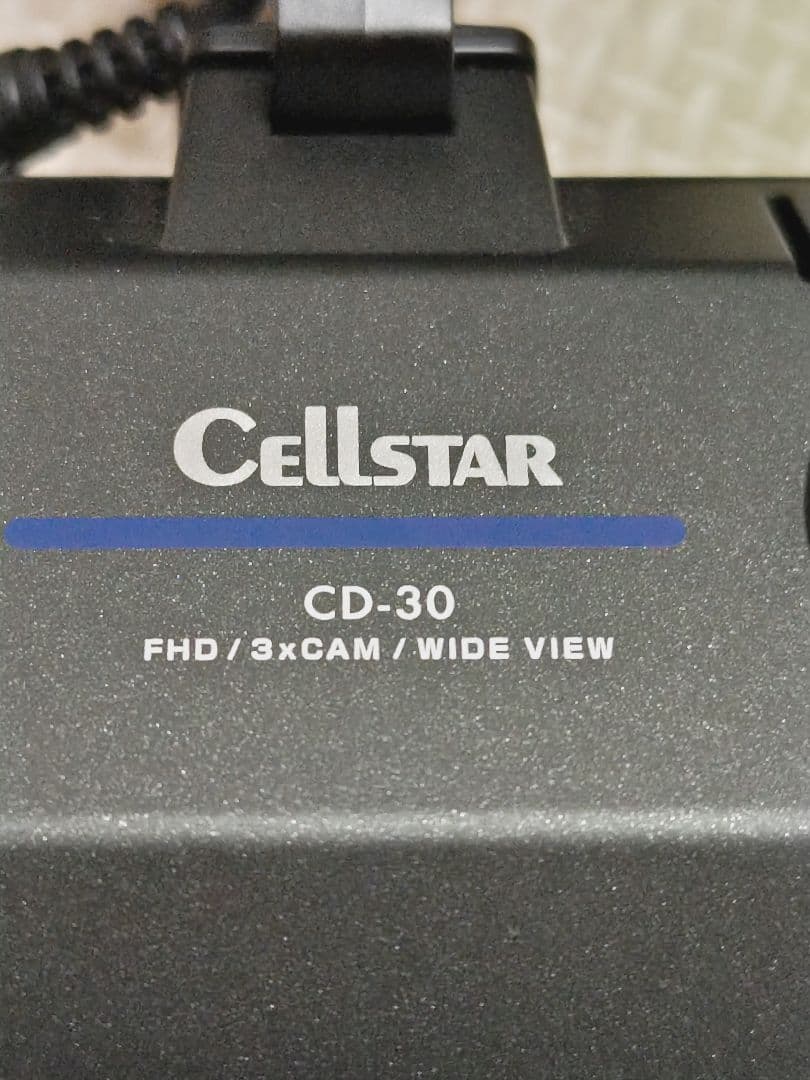 CELLSTAR
CD-30
FHD / 3xCAM / WIDE VIEW